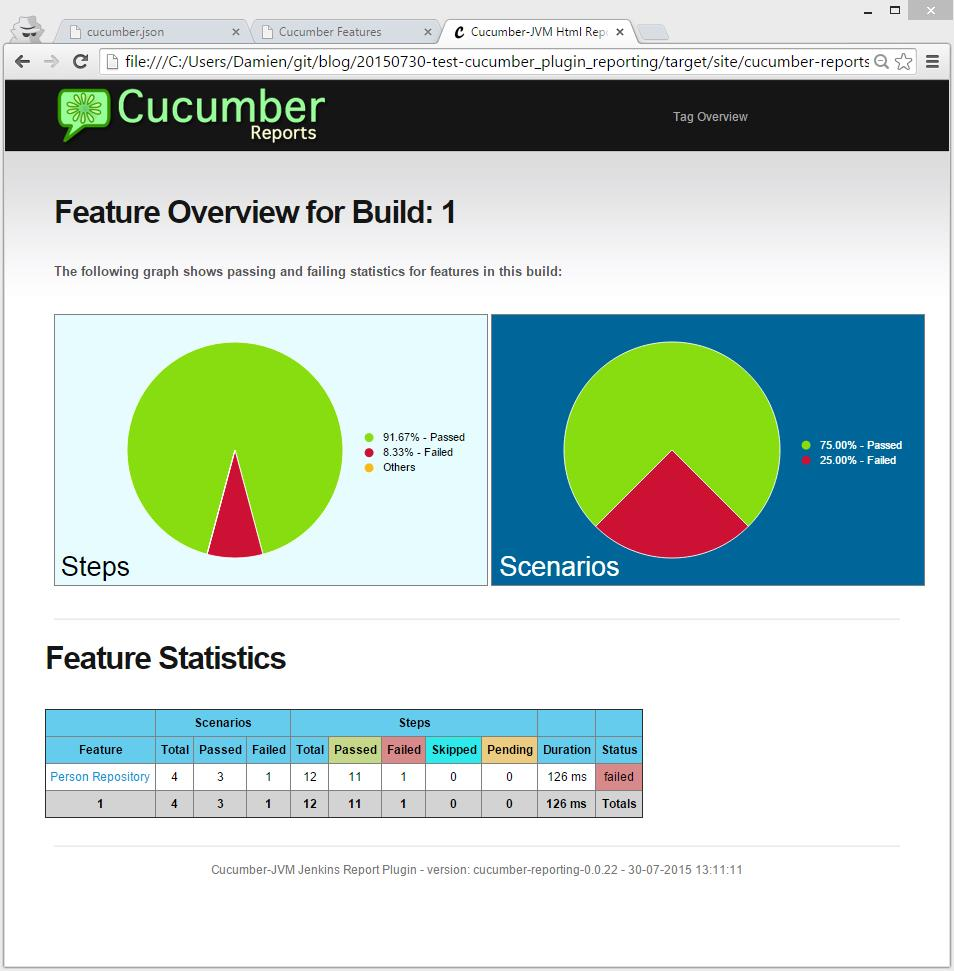 cucumber.json
Cucumber Features
Cucumber-JVM Html Rep
file:///C:/Users/Damien/git/blog/20150730-test-cucumber_plugin_reporting/target/site/cucumber-reports
Cucumber
Reports
Tag Overview
Feature Overview for Build: 1
The following graph shows passing and failing statistics for features in this build:
91.67% - Passed
8.33% - Failed
Others
Steps
75.00% - Passed
25.00% - Failed
Scenarios
Feature Statistics
Scenarios Steps
Feature Total Passed Failed Total Passed Failed Skipped Pending Duration Status
Person Repository 4 3 1 12 11 1 0 0 126 ms failed
1 4 3 1 12 11 1 0 0 126 ms Totals
Cucumber-JVM Jenkins Report Plugin - version: cucumber-reporting-0.0.22 - 30-07-2015 13:11:11